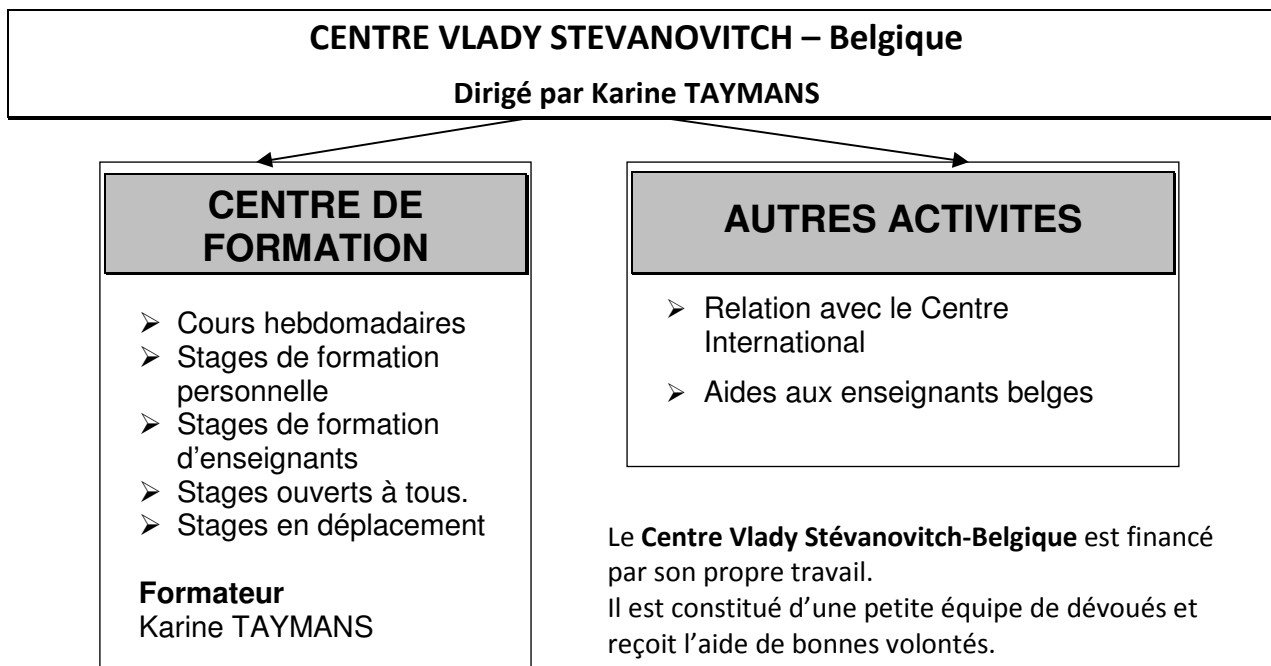 CENTRE VLADY STEVANOVITCH – Belgique
Dirigé par Karine TAYMANS
CENTRE DE
FORMATION
➢ Cours hebdomadaires
➢ Stages de formation
personnelle
➢ Stages de formation
d’enseignants
➢ Stages ouverts à tous.
➢ Stages en déplacement
Formateur
Karine TAYMANS
AUTRES ACTIVITES
➢ Relation avec le Centre
International
➢ Aides aux enseignants belges
Le Centre Vlady Stévanovitch-Belgique est financé
par son propre travail.
Il est constitué d’une petite équipe de dévoués et
reçoit l’aide de bonnes volontés.